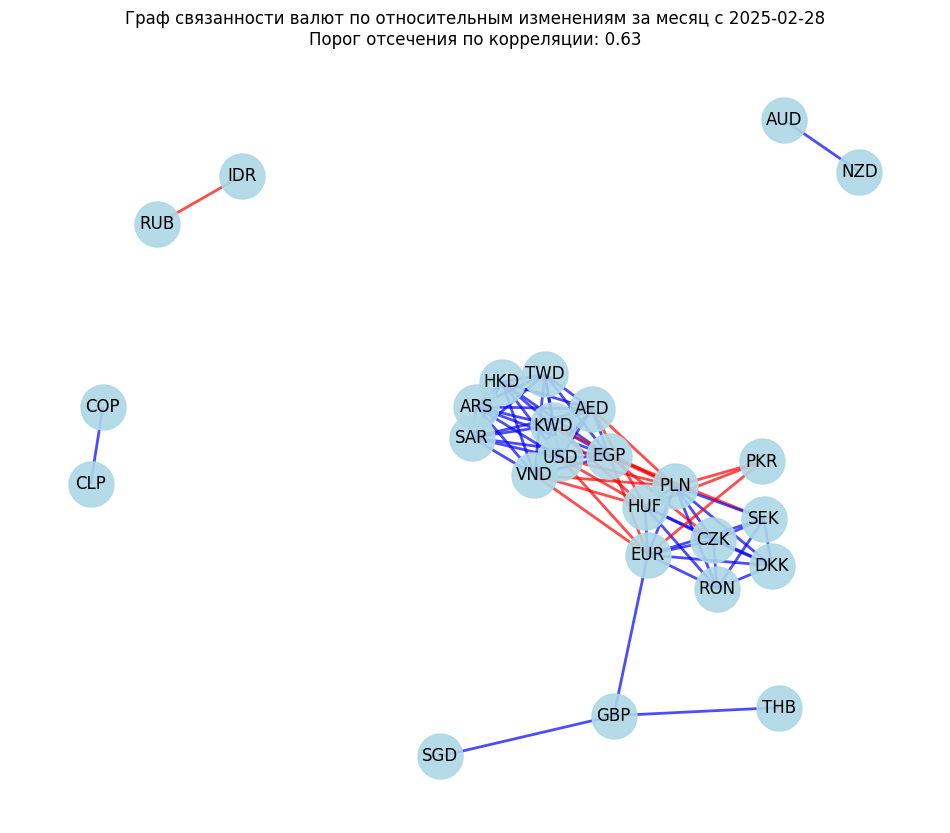 Граф связанности валют по относительным изменениям за месяц с 2025-02-28
Порог отсечения по корреляции: 0.63
AUD
NZD
IDR
RUB
TWD
HKD
COP
ARS
AED
KWD
SAR
USD
EGP
PKR
VND
CLP
PLN
HUF
SEK
CZK
EUR
DKK
RON
THB
GBP
SGD